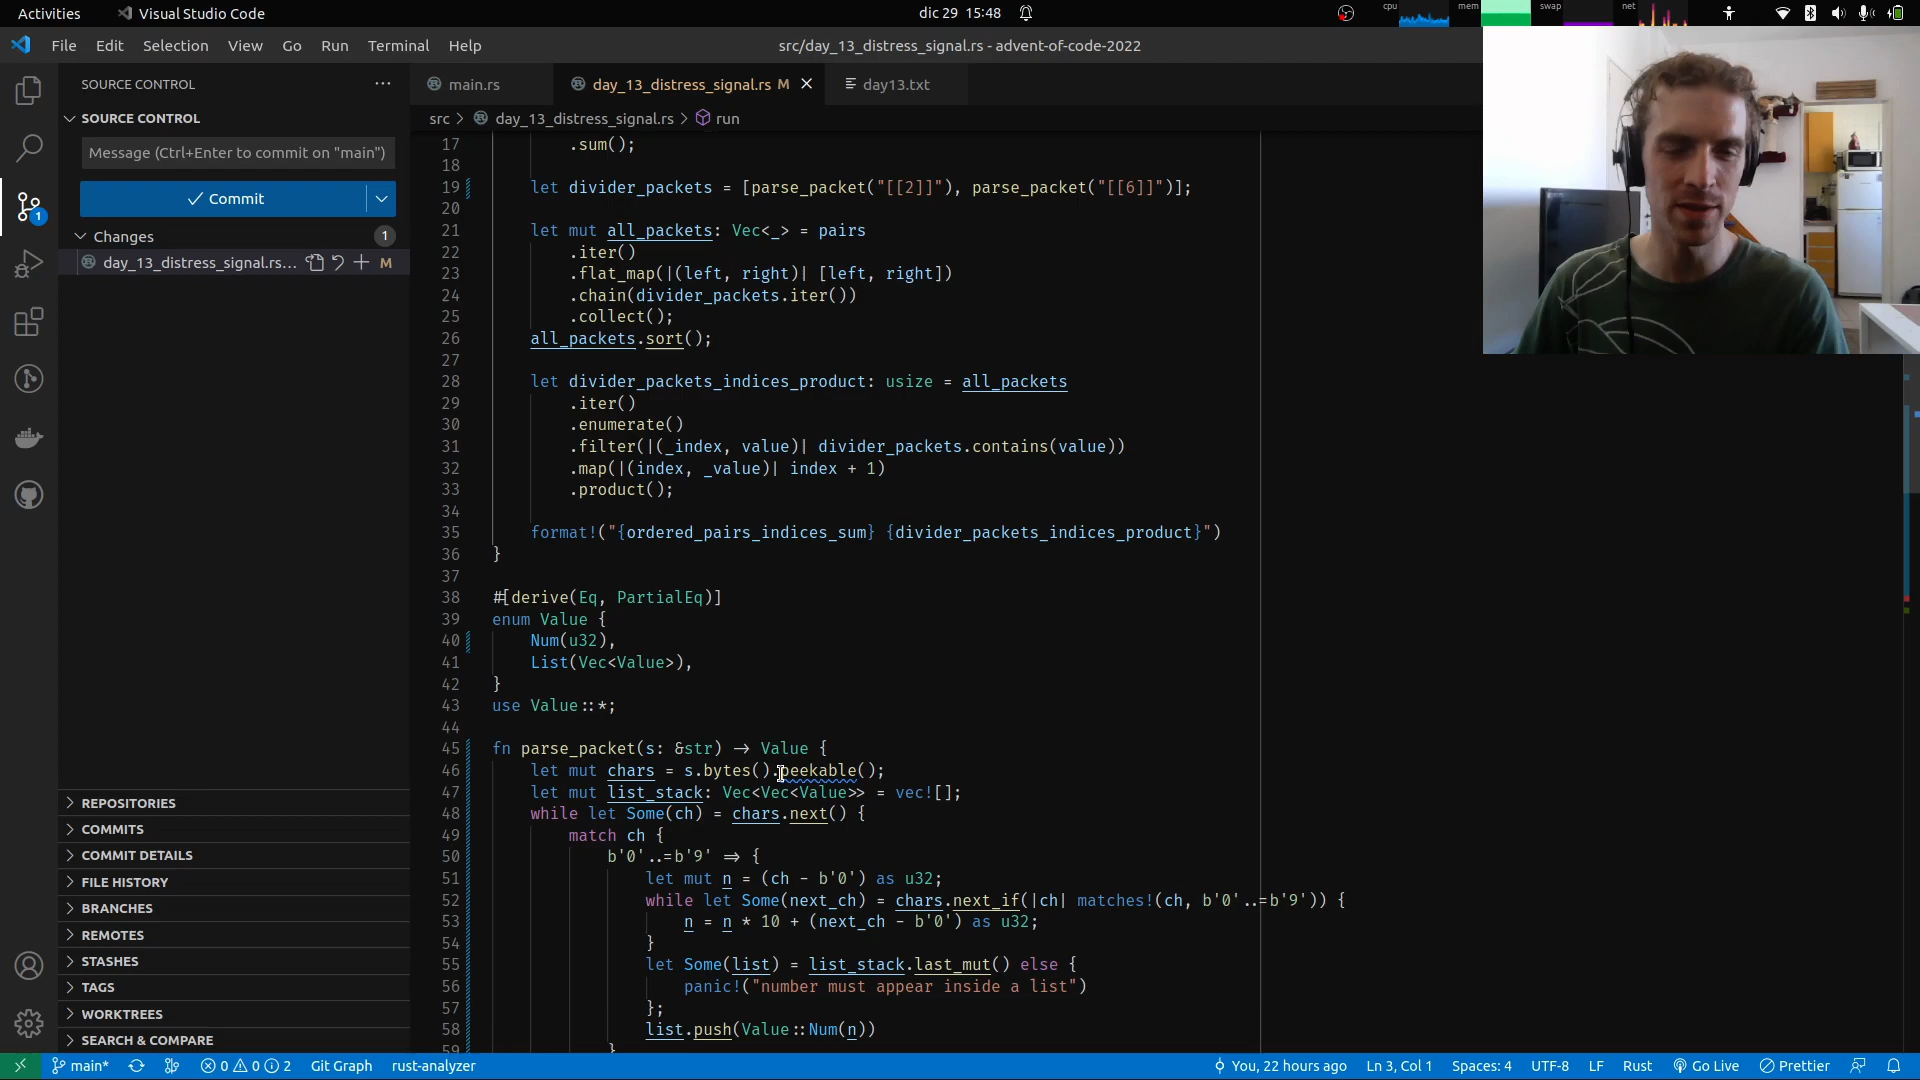 Activities
Visual Studio Code
dic 29 15:48
cpu
mem
swap
net
File Edit Selection View Go Run Terminal Help
src/day_13_distress_signal.rs - advent-of-code-2022
SOURCE CONTROL
main.rs
day_13_distress_signal.rs M
day13.txt
SOURCE CONTROL
src > day_13_distress_signal.rs > run
Message (Ctrl+Enter to commit on "main")
Commit
1
Changes 1
day_13_distress_signal.rs... M
17 .sum();
18
19 let divider_packets = [parse_packet("[[2]]"), parse_packet("[[6]]")];
20
21 let mut all_packets: Vec<_> = pairs
22 .iter()
23 .flat_map(|(left, right)| [left, right])
24 .chain(divider_packets.iter())
25 .collect();
26 all_packets.sort();
27
28 let divider_packets_indices_product: usize = all_packets
29 .iter()
30 .enumerate()
31 .filter(|(_index, value)| divider_packets.contains(value))
32 .map(|(index, _value)| index + 1)
33 .product();
34
35 format!("{ordered_pairs_indices_sum} {divider_packets_indices_product}")
36 }
37
38 #[derive(Eq, PartialEq)]
39 enum Value {
40 Num(u32),
41 List(Vec<Value>),
42 }
43 use Value::*;
44
45 fn parse_packet(s: &str) -> Value {
46 let mut chars = s.bytes().peekable();
47 let mut list_stack: Vec<Vec<Value>> = vec![];
48 while let Some(ch) = chars.next() {
49 match ch {
50 b'0'..=b'9' => {
51 let mut n = (ch - b'0') as u32;
52 while let Some(next_ch) = chars.next_if(|ch| matches!(ch, b'0'..=b'9')) {
53 n = n * 10 + (next_ch - b'0') as u32;
54 }
55 let Some(list) = list_stack.last_mut() else {
56 panic!("number must appear inside a list")
57 };
58 list.push(Value::Num(n))
59 }
REPOSITORIES
COMMITS
COMMIT DETAILS
FILE HISTORY
BRANCHES
REMOTES
STASHES
TAGS
WORKTREES
SEARCH & COMPARE
main* 0 0 2 Git Graph rust-analyzer
You, 22 hours ago Ln 3, Col 1 Spaces: 4 UTF-8 LF Rust Go Live Prettier